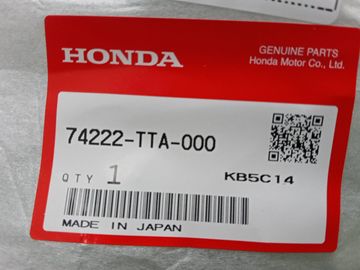 HONDA
GENUINE PARTS
Honda Motor Co., Ltd.
74222-TTA-000
QTY 1
KB5C14
MADE IN JAPAN